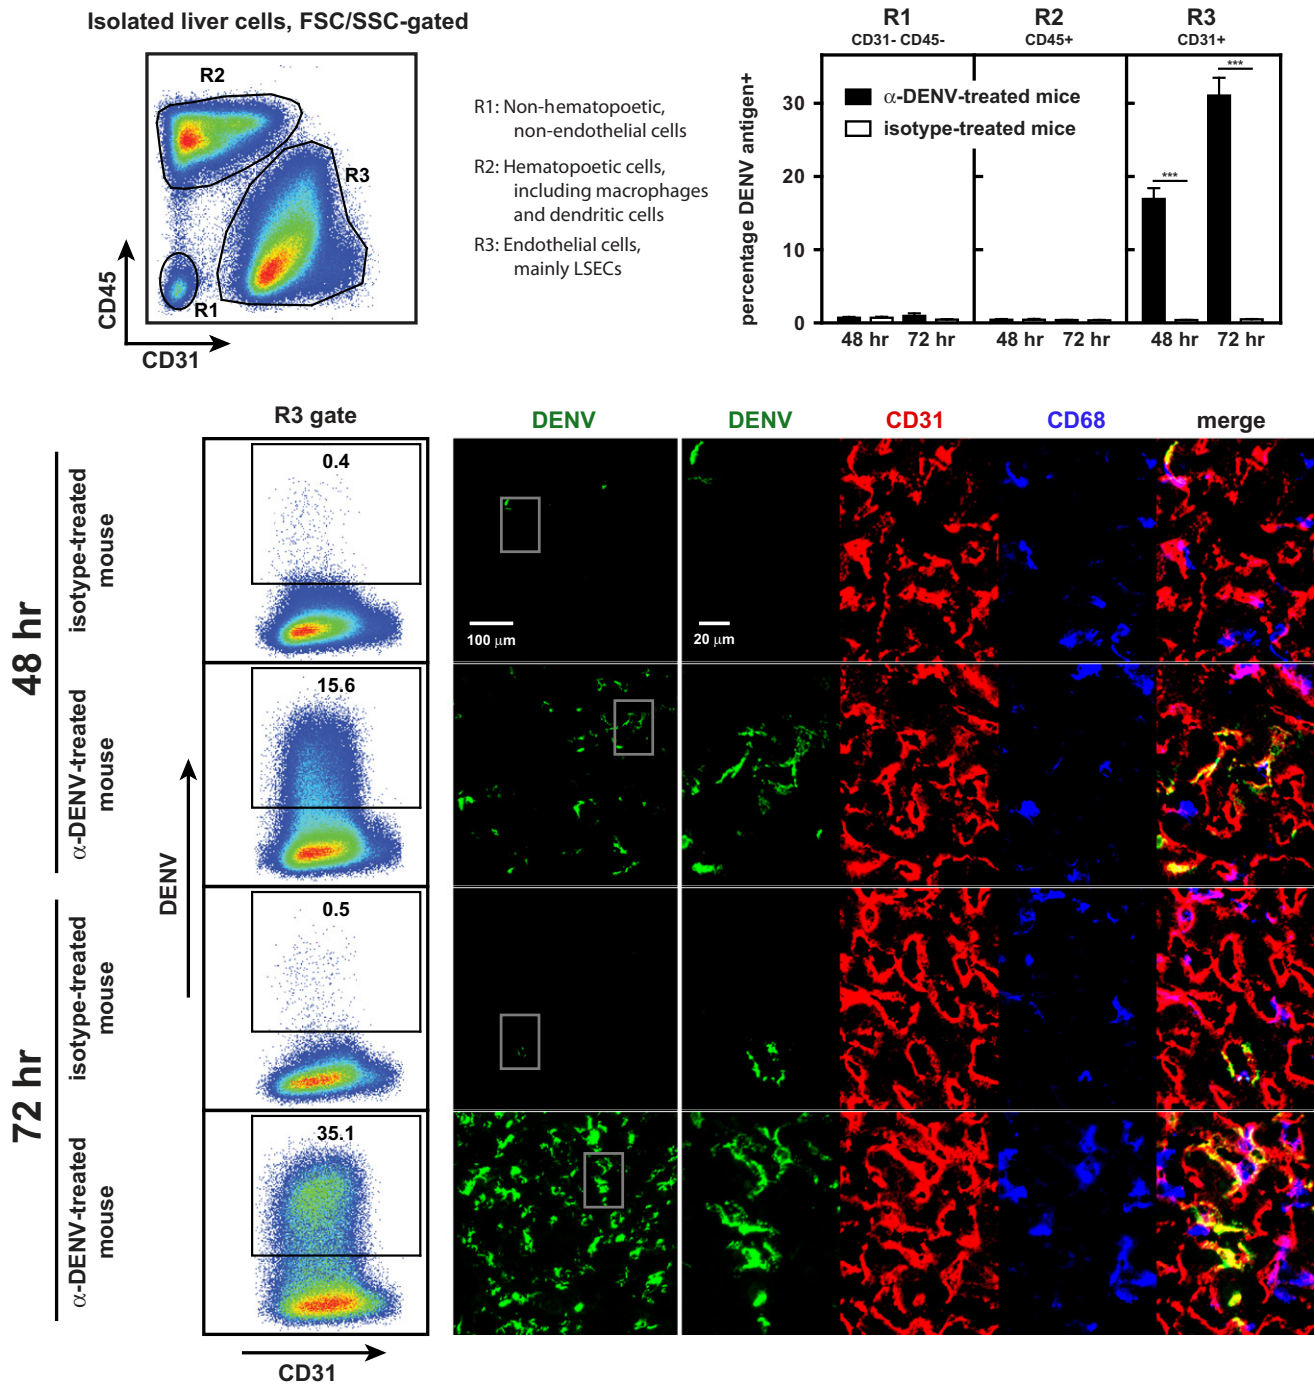 Isolated liver cells, FSC/SSC-gated
R2
R3
R1
CD45
CD31
R1: Non-hematopoetic,
non-endothelial cells
R2: Hematopoetic cells,
including macrophages
and dendritic cells
R3: Endothelial cells,
mainly LSECs
R1
CD31- CD45-
R2
CD45+
R3
CD31+
percentage DENV antigen+
30
20
10
0
α-DENV-treated mice
isotype-treated mice
***
***
48 hr
72 hr
48 hr
72 hr
48 hr
72 hr
R3 gate
DENV
DENV
CD31
CD68
merge
48 hr
isotype-treated
mouse
0.4
100 μm
20 μm
α-DENV-treated
mouse
15.6
DENV
72 hr
isotype-treated
mouse
0.5
α-DENV-treated
mouse
35.1
CD31